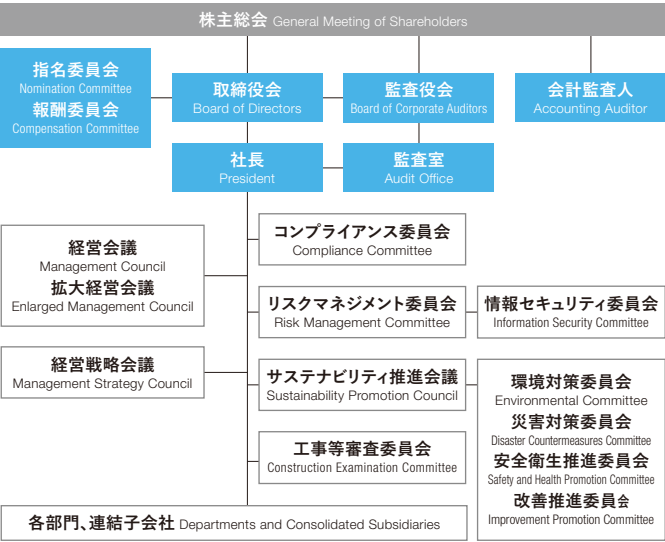 株主総会 General Meeting of Shareholders
指名委員会
Nomination Committee
報酬委員会
Compensation Committee
取締役会
Board of Directors
監査役会
Board of Corporate Auditors
会計監査人
Accounting Auditor
社長
President
監査室
Audit Office
経営会議
Management Council
拡大経営会議
Enlarged Management Council
コンプライアンス委員会
Compliance Committee
リスクマネジメント委員会
Risk Management Committee
情報セキュリティ委員会
Information Security Committee
経営戦略会議
Management Strategy Council
サステナビリティ推進会議
Sustainability Promotion Council
環境対策委員会
Environmental Committee
災害対策委員会
Disaster Countermeasures Committee
安全衛生推進委員会
Safety and Health Promotion Committee
改善推進委員会
Improvement Promotion Committee
工事等審査委員会
Construction Examination Committee
各部門、連結子会社 Departments and Consolidated Subsidiaries